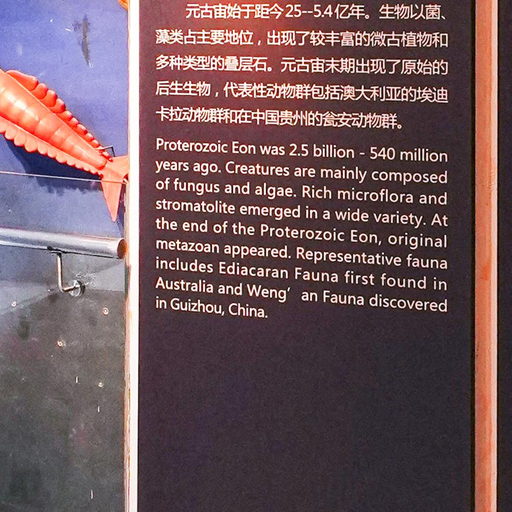 元古宙始于距今25--5.4亿年。生物以菌、
藻类占主要地位，出现了较丰富的微古植物和
多种类型的叠层石。元古宙末期出现了原始的
后生生物，代表性动物群包括澳大利亚的埃迪
卡拉动物群和在中国贵州的瓮安动物群。
Proterozoic Eon was 2.5 billion - 540 million
years ago. Creatures are mainly composed
of fungus and algae. Rich microflora and
stromatolite emerged in a wide variety. At
the end of the Proterozoic Eon, original
metazoan appeared. Representative fauna
includes Ediacaran Fauna first found in
Australia and Weng’an Fauna discovered
in Guizhou, China.